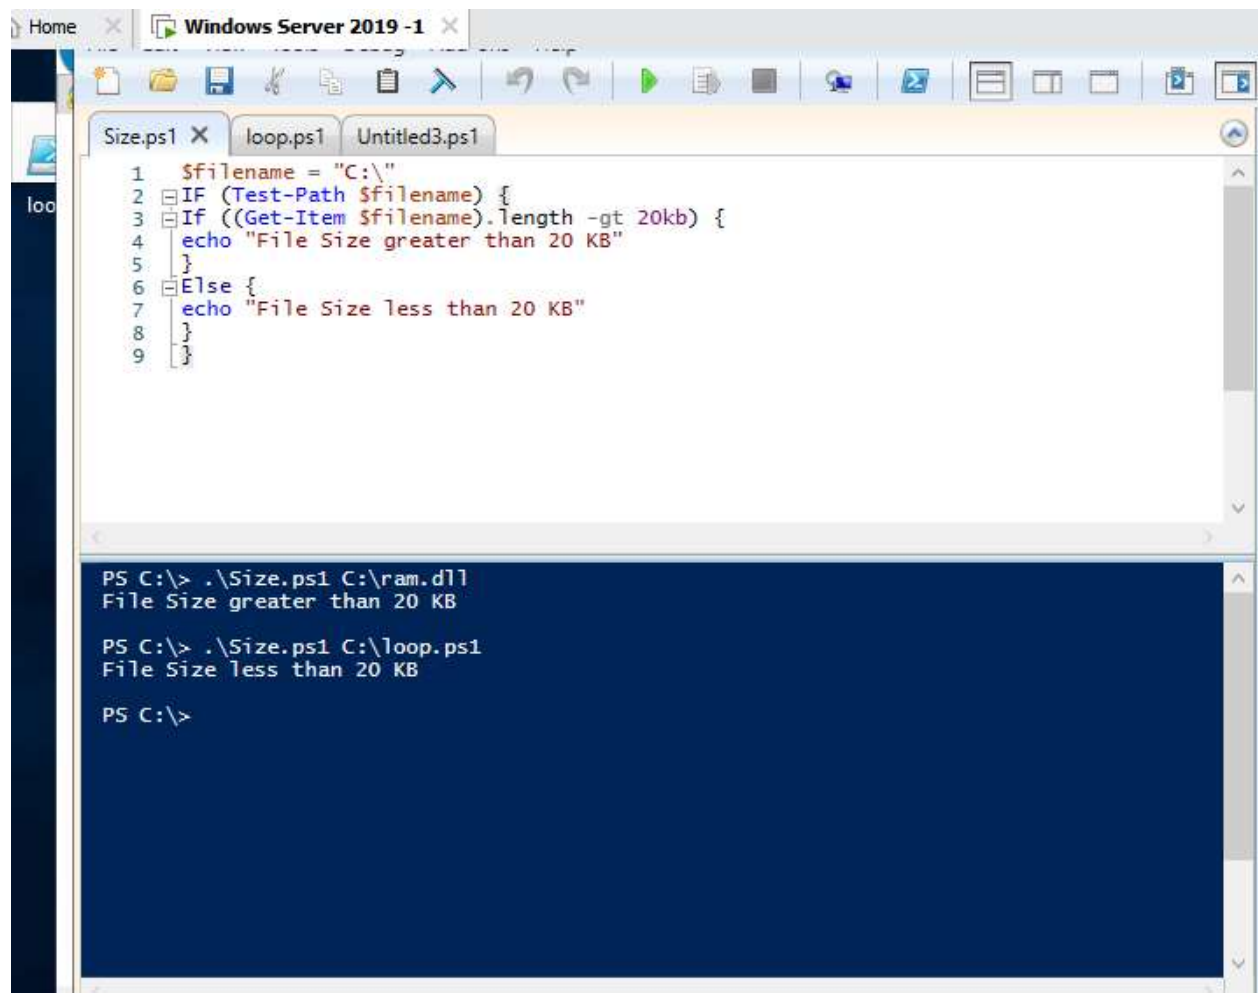 Home
Windows Server 2019 -1
Size.ps1
loop.ps1
Untitled3.ps1
loo
1 $filename = "C:\"
2 IF (Test-Path $filename) {
3 If ((Get-Item $filename).length -gt 20kb) {
4 echo "File Size greater than 20 KB"
5 }
6 Else {
7 echo "File Size less than 20 KB"
8 }
9 }
PS C:\> .\Size.ps1 C:\ram.dll
File Size greater than 20 KB
PS C:\> .\Size.ps1 C:\loop.ps1
File Size less than 20 KB
PS C:\>